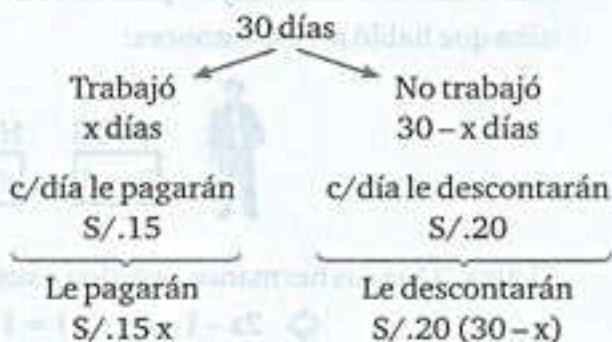 30 días
Trabajó
x días
No trabajó
30 – x días
c/día le pagarán
S/.15
c/día le descontarán
S/.20
Le pagarán
S/.15 x
Le descontarán
S/.20 (30 – x)